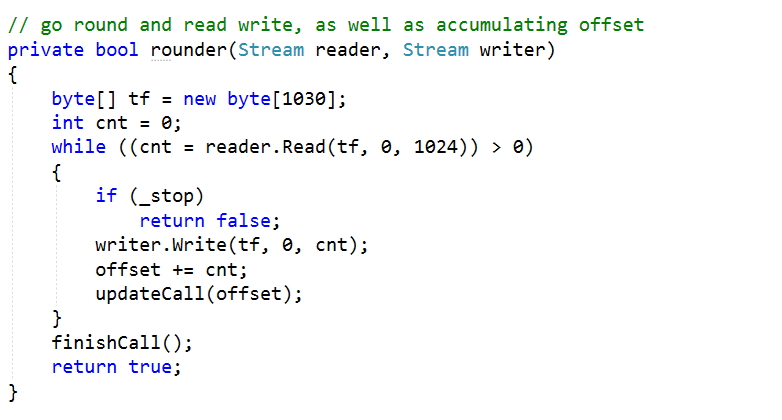 // go round and read write, as well as accumulating offset
private bool rounder(Stream reader, Stream writer)
{
    byte[] tf = new byte[1030];
    int cnt = 0;
    while ((cnt = reader.Read(tf, 0, 1024)) > 0)
    {
        if (_stop)
            return false;
        writer.Write(tf, 0, cnt);
        offset += cnt;
        updateCall(offset);
    }
    finishCall();
    return true;
}